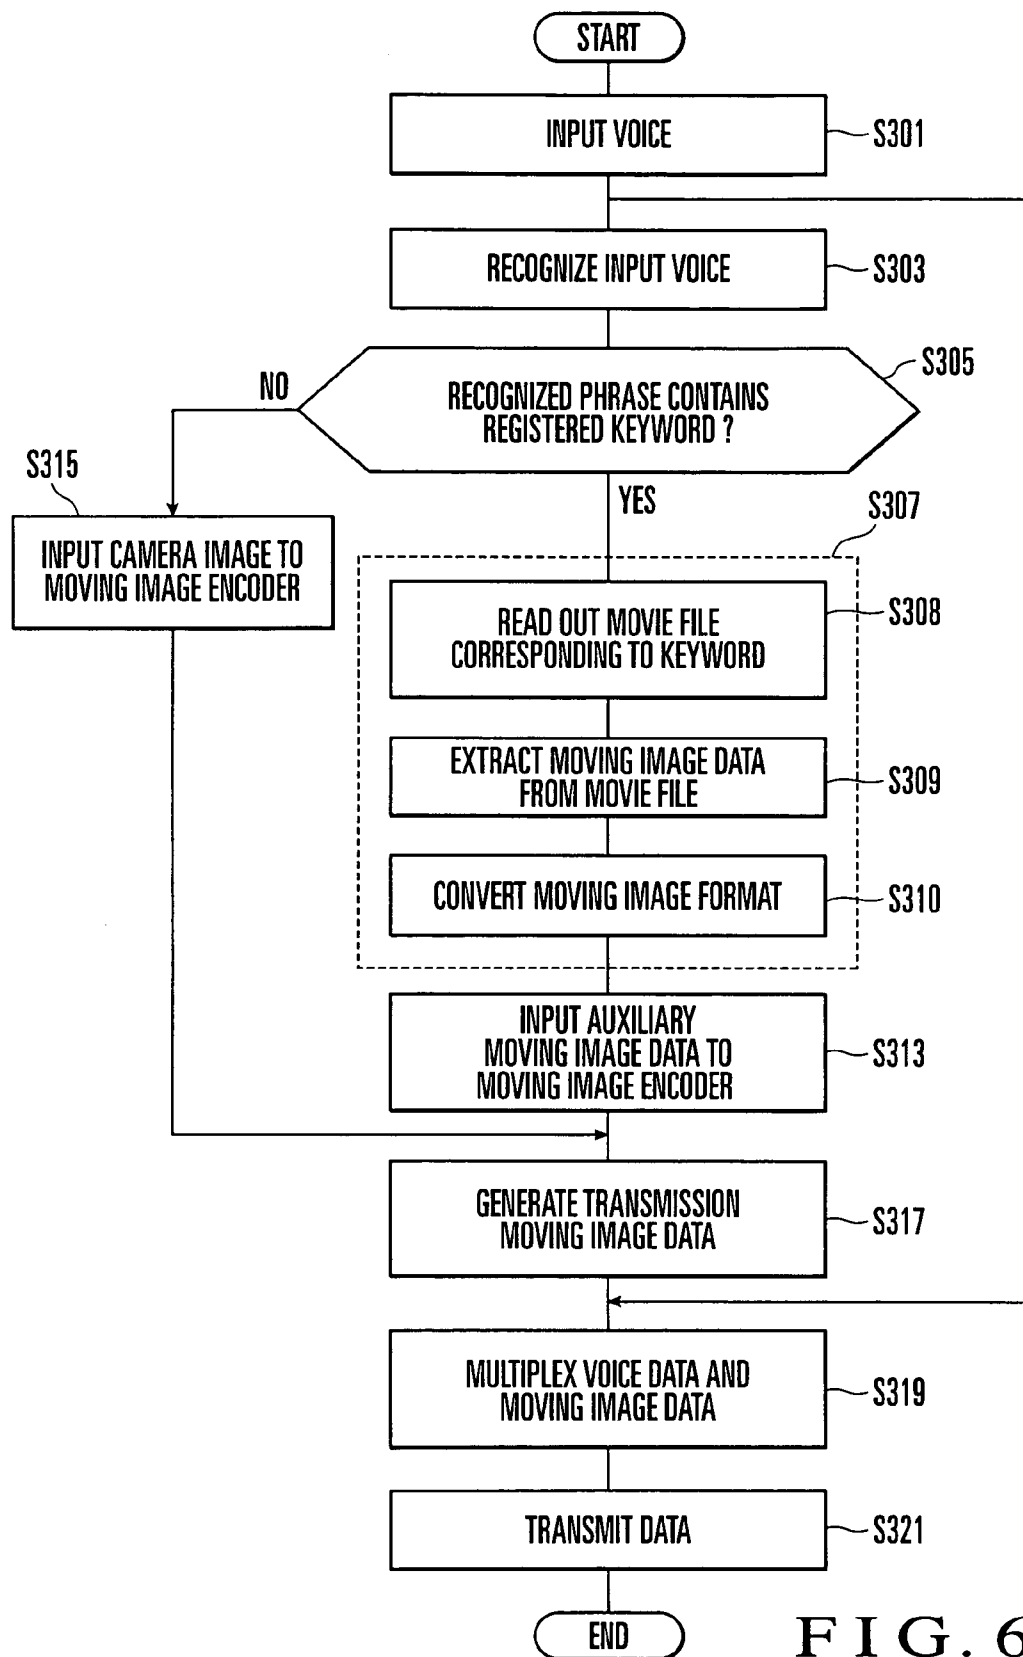 START
INPUT VOICE
S301
RECOGNIZE INPUT VOICE
S303
RECOGNIZED PHRASE CONTAINS
REGISTERED KEYWORD ?
S305
NO
YES
S315
INPUT CAMERA IMAGE TO
MOVING IMAGE ENCODER
S307
READ OUT MOVIE FILE
CORRESPONDING TO KEYWORD
S308
EXTRACT MOVING IMAGE DATA
FROM MOVIE FILE
S309
CONVERT MOVING IMAGE FORMAT
S310
INPUT AUXILIARY
MOVING IMAGE DATA TO
MOVING IMAGE ENCODER
S313
GENERATE TRANSMISSION
MOVING IMAGE DATA
S317
MULTIPLEX VOICE DATA AND
MOVING IMAGE DATA
S319
TRANSMIT DATA
S321
END
FIG. 6